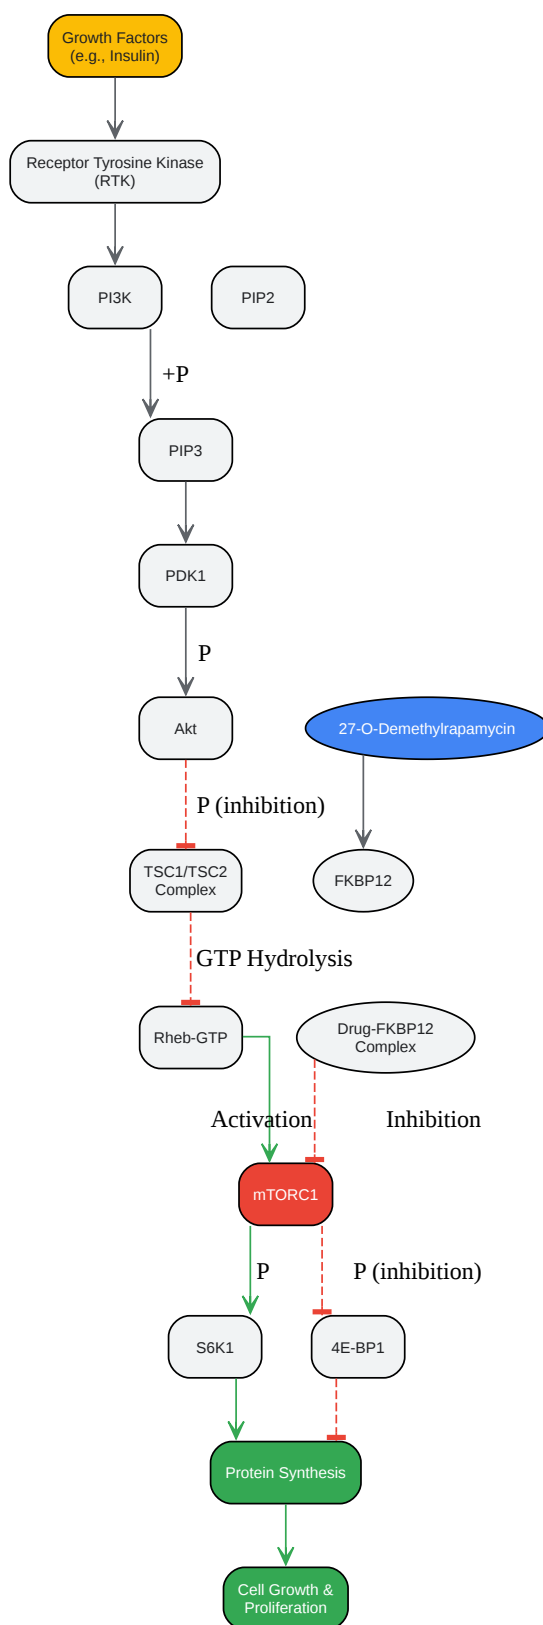 Growth Factors
(e.g., Insulin)
Receptor Tyrosine Kinase
(RTK)
PI3K
PIP2
+P
PIP3
PDK1
P
Akt
27-O-Demethylrapamycin
P (inhibition)
TSC1/TSC2
Complex
FKBP12
GTP Hydrolysis
Rheb-GTP
Drug-FKBP12
Complex
Activation
Inhibition
mTORC1
P
P (inhibition)
S6K1
4E-BP1
Protein Synthesis
Cell Growth &
Proliferation